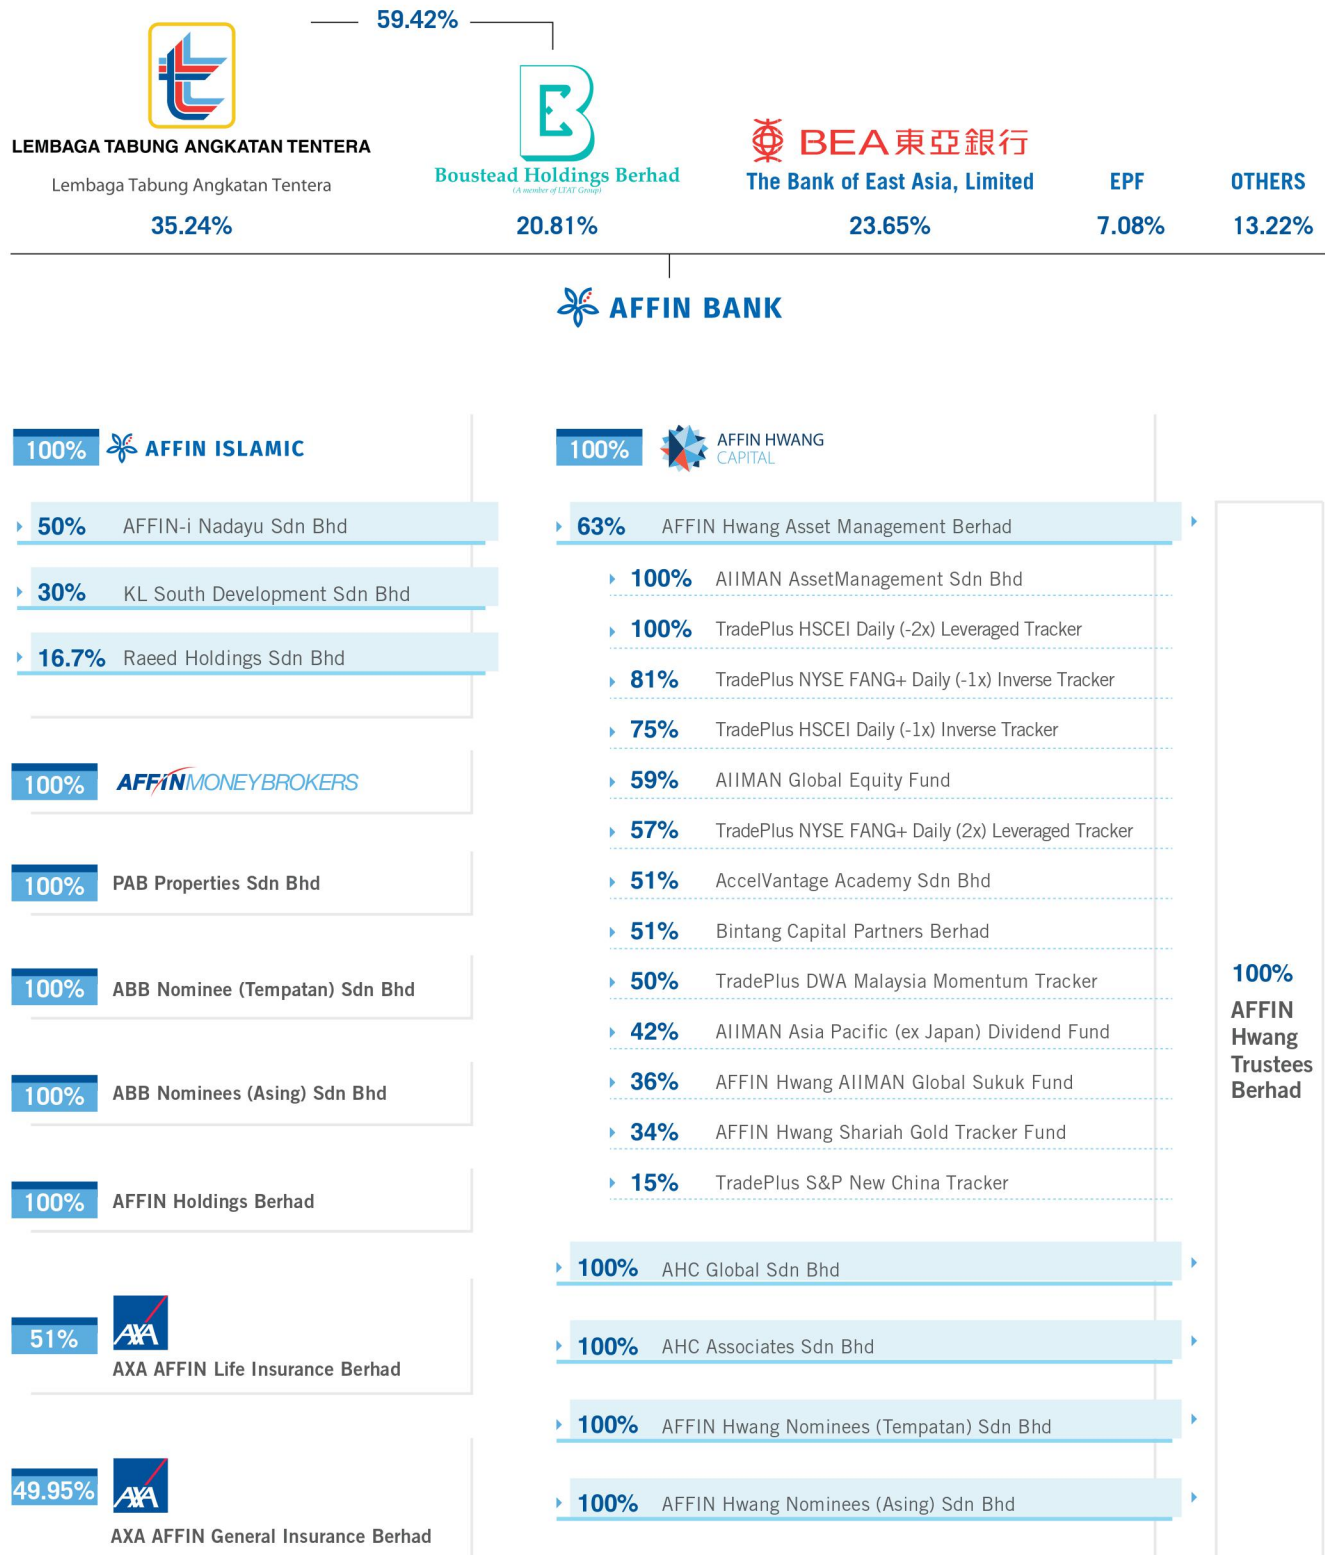 59.42%
LEMBAGA TABUNG ANGKATAN TENTERA
Lembaga Tabung Angkatan Tentera
35.24%
Boustead Holdings Berhad
(A member of LTAT Group)
20.81%
BEA東亞銀行
The Bank of East Asia, Limited
23.65%
EPF
7.08%
OTHERS
13.22%
AFFIN BANK
100% AFFIN ISLAMIC
50% AFFIN-i Nadayu Sdn Bhd
30% KL South Development Sdn Bhd
16.7% Raeed Holdings Sdn Bhd
100% AFFIN MONEYBROKERS
100% PAB Properties Sdn Bhd
100% ABB Nominee (Tempatan) Sdn Bhd
100% ABB Nominees (Asing) Sdn Bhd
100% AFFIN Holdings Berhad
51% AXA
AXA AFFIN Life Insurance Berhad
49.95% AXA
AXA AFFIN General Insurance Berhad
100% AFFIN HWANG
CAPITAL
63% AFFIN Hwang Asset Management Berhad
100% AIIMAN AssetManagement Sdn Bhd
100% TradePlus HSCEI Daily (-2x) Leveraged Tracker
81% TradePlus NYSE FANG+ Daily (-1x) Inverse Tracker
75% TradePlus HSCEI Daily (-1x) Inverse Tracker
59% AIIMAN Global Equity Fund
57% TradePlus NYSE FANG+ Daily (2x) Leveraged Tracker
51% AccelVantage Academy Sdn Bhd
51% Bintang Capital Partners Berhad
50% TradePlus DWA Malaysia Momentum Tracker
42% AIIMAN Asia Pacific (ex Japan) Dividend Fund
36% AFFIN Hwang AIIMAN Global Sukuk Fund
34% AFFIN Hwang Shariah Gold Tracker Fund
15% TradePlus S&P New China Tracker
100% AHC Global Sdn Bhd
100% AHC Associates Sdn Bhd
100% AFFIN Hwang Nominees (Tempatan) Sdn Bhd
100% AFFIN Hwang Nominees (Asing) Sdn Bhd
100%
AFFIN
Hwang
Trustees
Berhad